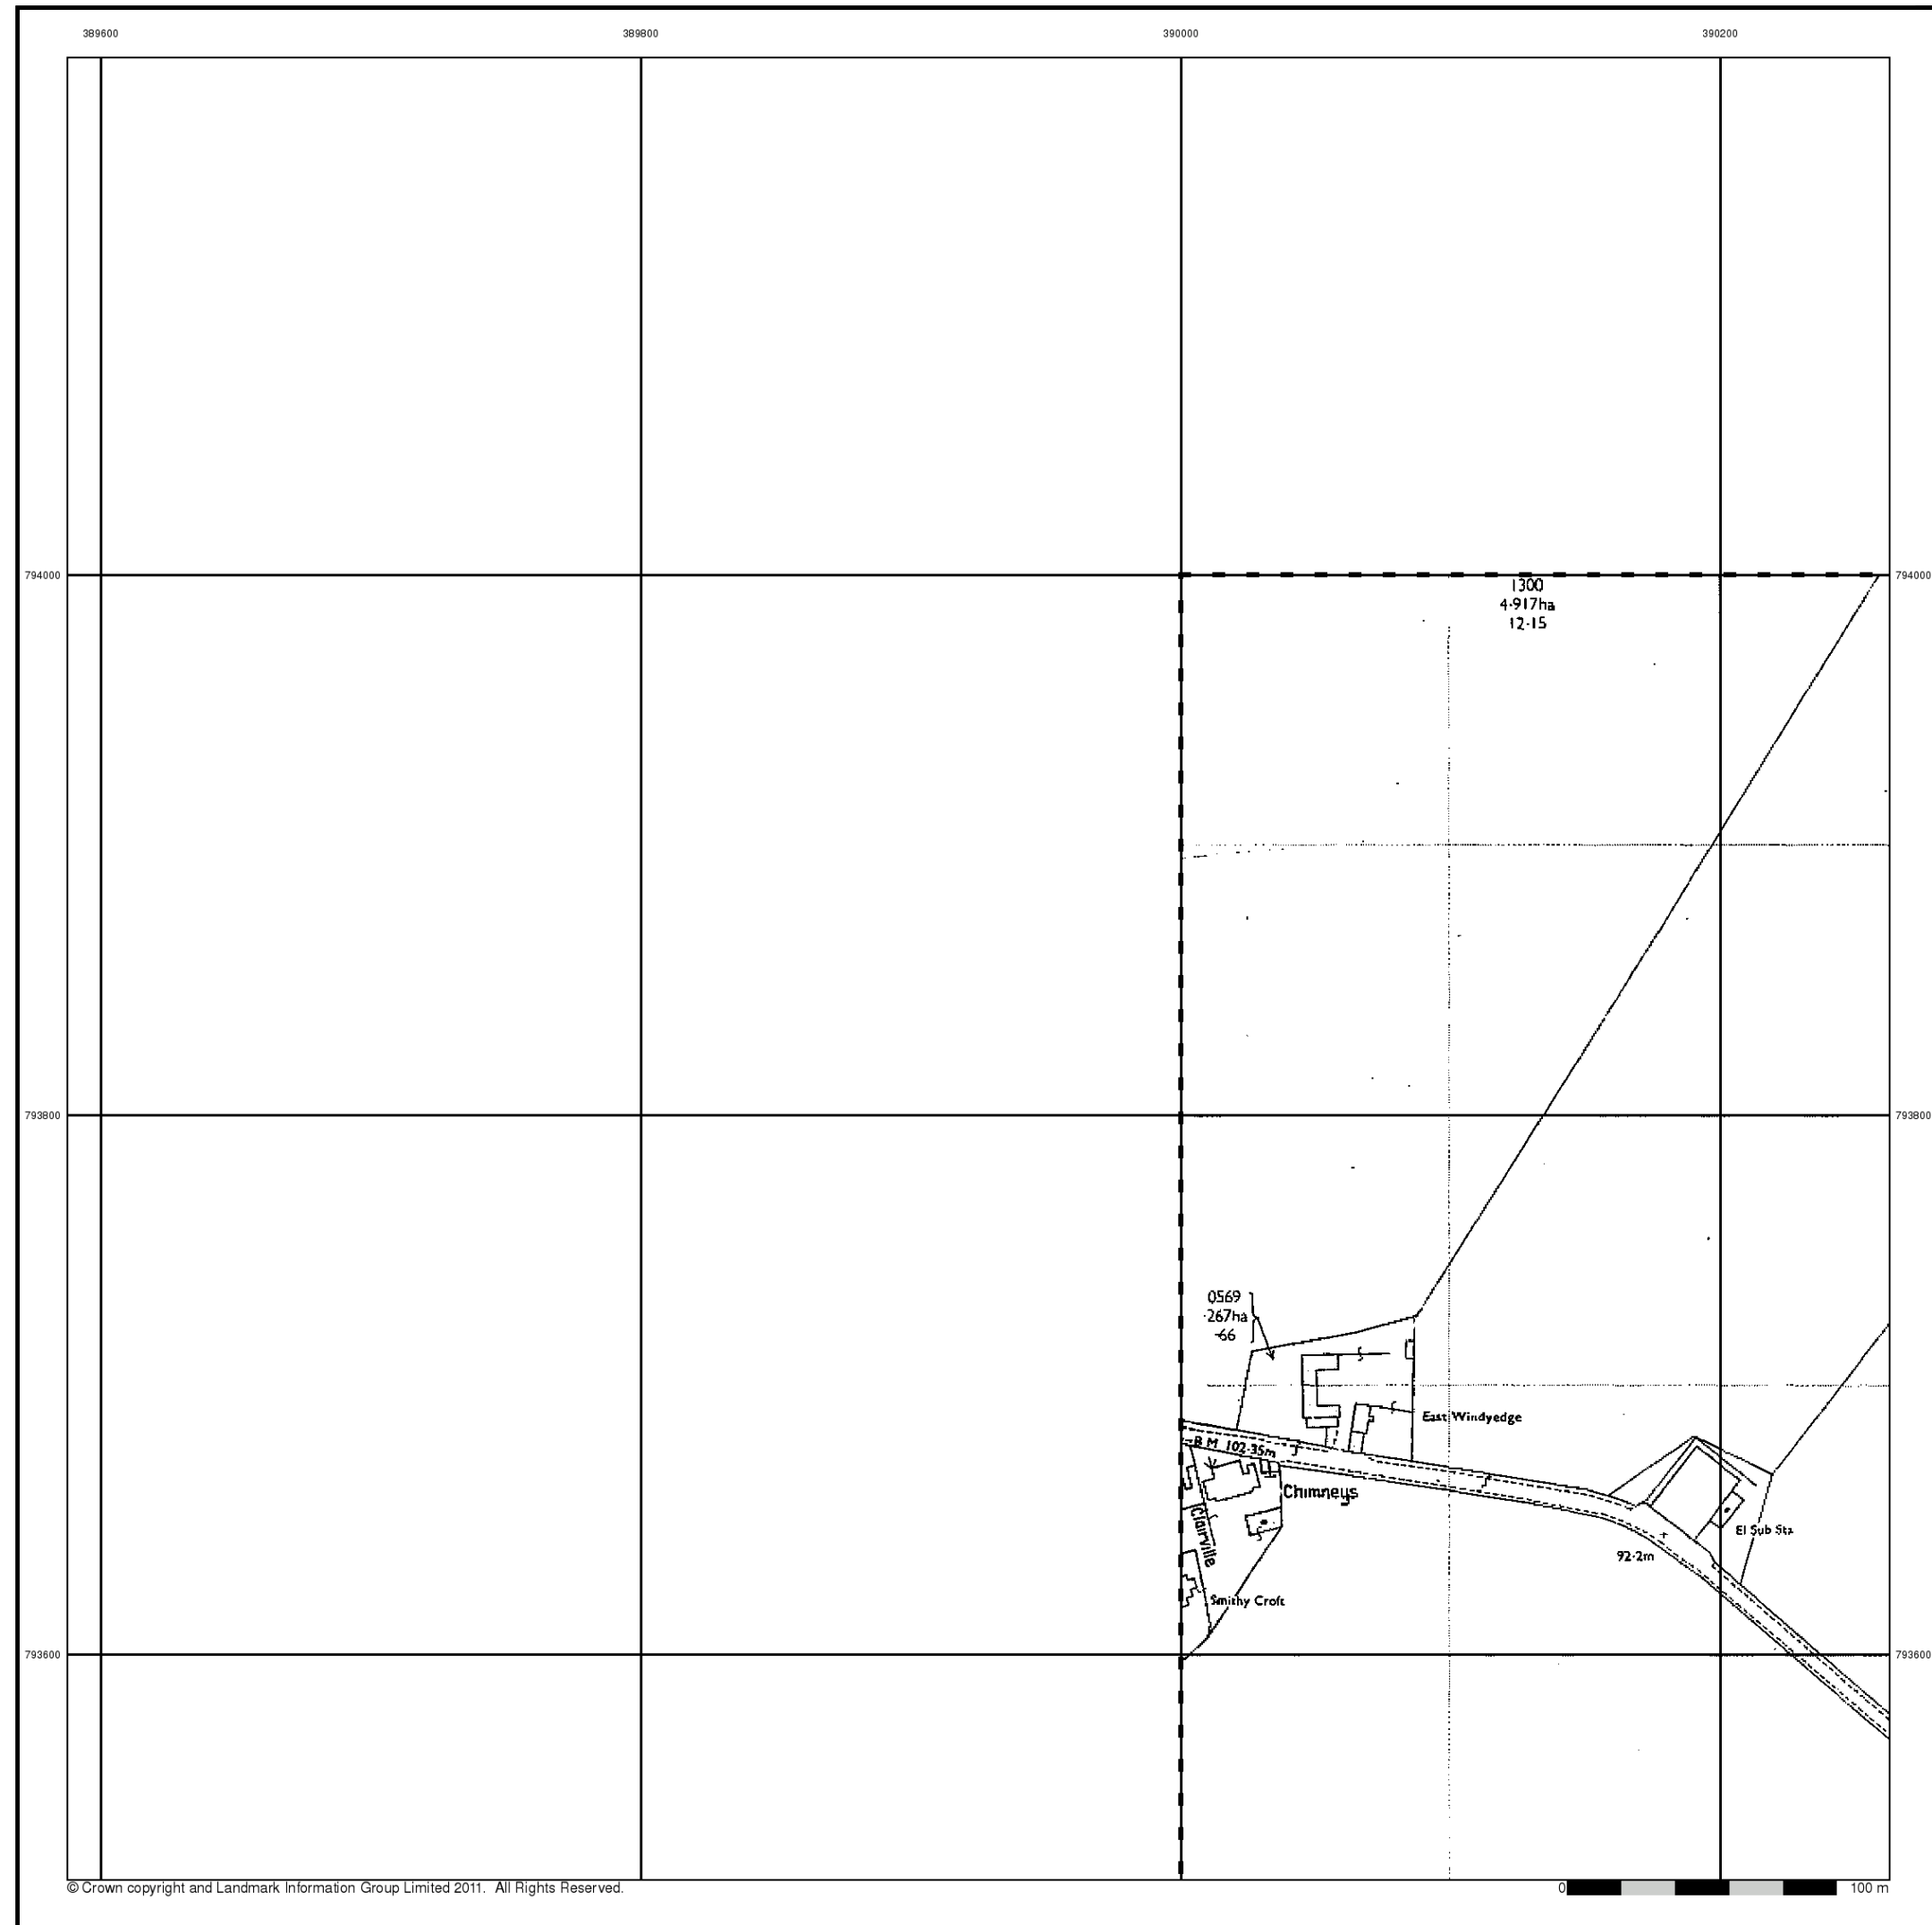 389600
389800
390000
390200
794000
794000
1300
4·917ha
12·15
793800
793800
0569
·267ha
·66
East Windyedge
B M 102·35m
Chimneys
Clairville
El Sub Sta
92·2m
Smithy Croft
793600
793600
© Crown copyright and Landmark Information Group Limited 2011. All Rights Reserved.
0
100 m